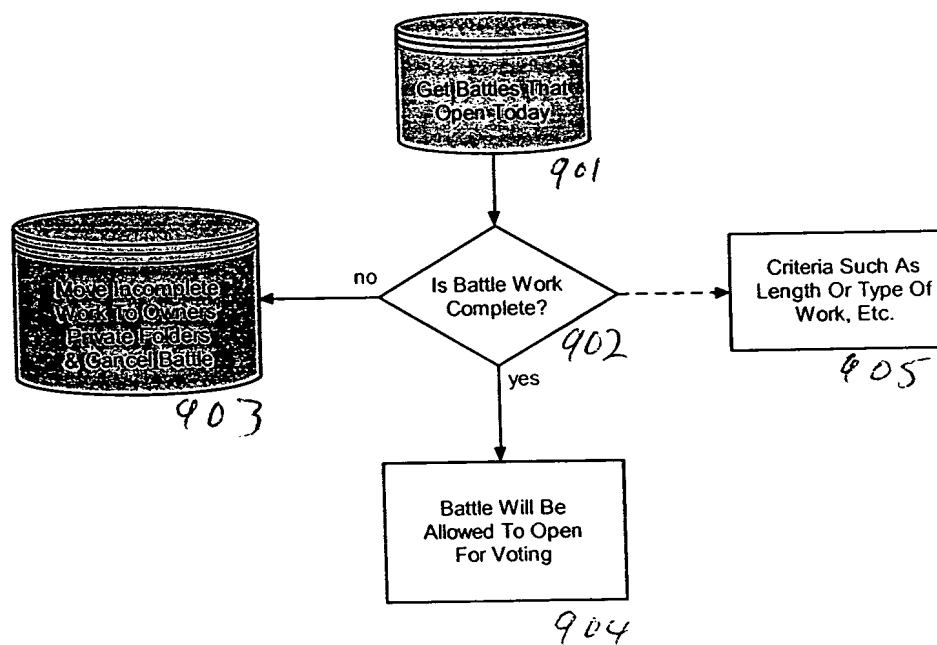 Get Battles That
Open Today
901
no
Is Battle Work
Complete?
902
Criteria Such As
Length Or Type Of
Work, Etc.
905
Move Incomplete
Work To Owners
Private Folders
& Cancel Battle
903
yes
Battle Will Be
Allowed To Open
For Voting
904